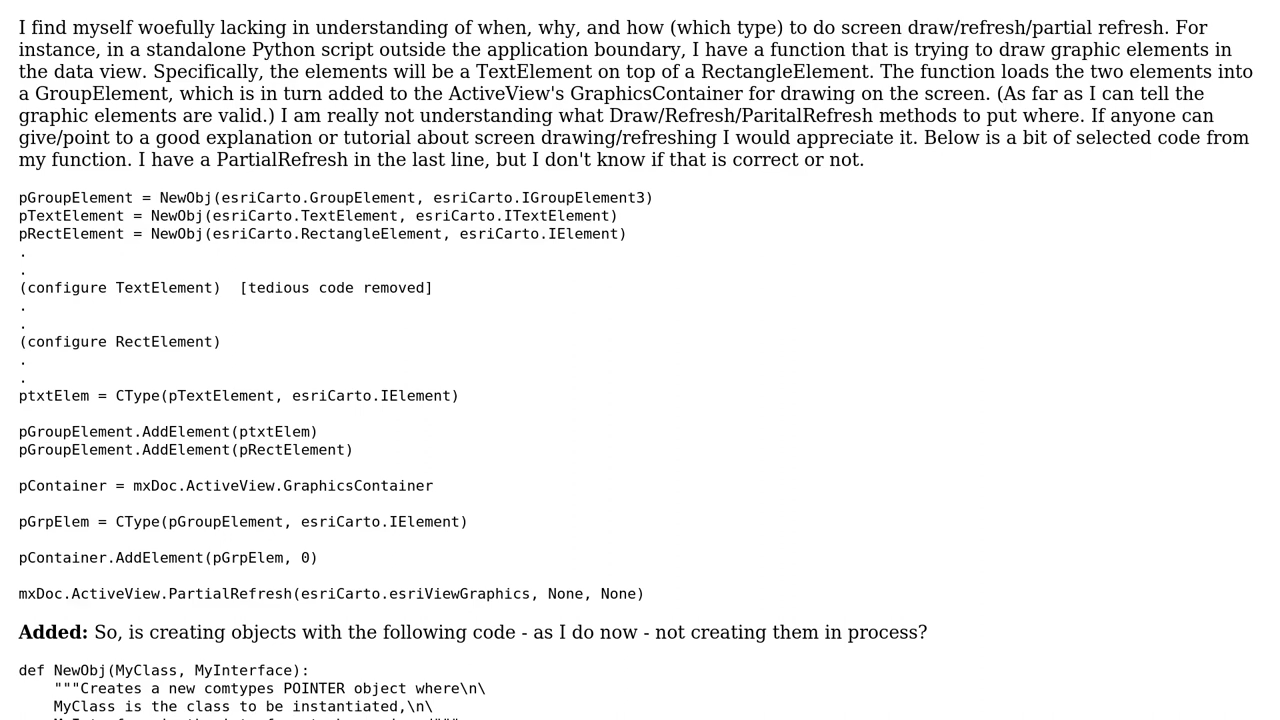 I find myself woefully lacking in understanding of when, why, and how (which type) to do screen draw/refresh/partial refresh. For
instance, in a standalone Python script outside the application boundary, I have a function that is trying to draw graphic elements in
the data view. Specifically, the elements will be a TextElement on top of a RectangleElement. The function loads the two elements into
a GroupElement, which is in turn added to the ActiveView's GraphicsContainer for drawing on the screen. (As far as I can tell the
graphic elements are valid.) I am really not understanding what Draw/Refresh/ParitalRefresh methods to put where. If anyone can
give/point to a good explanation or tutorial about screen drawing/refreshing I would appreciate it. Below is a bit of selected code from
my function. I have a PartialRefresh in the last line, but I don't know if that is correct or not.
pGroupElement = NewObj(esriCarto.GroupElement, esriCarto.IGroupElement3)
pTextElement = NewObj(esriCarto.TextElement, esriCarto.ITextElement)
pRectElement = NewObj(esriCarto.RectangleElement, esriCarto.IElement)
.
.
(configure TextElement)  [tedious code removed]
.
.
(configure RectElement)
.
.
ptxtElem = CType(pTextElement, esriCarto.IElement)
pGroupElement.AddElement(ptxtElem)
pGroupElement.AddElement(pRectElement)
pContainer = mxDoc.ActiveView.GraphicsContainer
pGrpElem = CType(pGroupElement, esriCarto.IElement)
pContainer.AddElement(pGrpElem, 0)
mxDoc.ActiveView.PartialRefresh(esriCarto.esriViewGraphics, None, None)
Added: So, is creating objects with the following code - as I do now - not creating them in process?
def NewObj(MyClass, MyInterface):
    """Creates a new comtypes POINTER object where\n\
    MyClass is the class to be instantiated,\n\